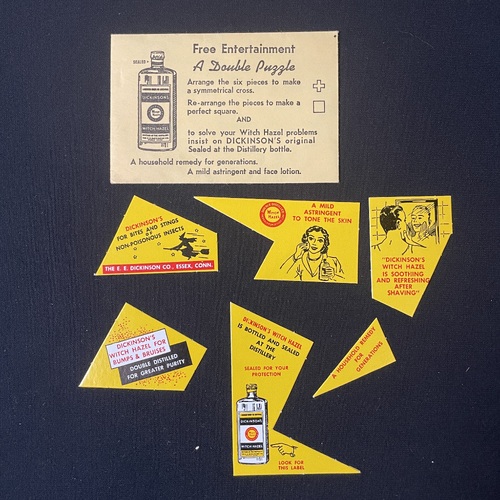 Free Entertainment
A Double Puzzle
SEALED
Arrange the six pieces to make
a symmetrical cross.
Re-arrange the pieces to make a
perfect square.
AND
to solve your Witch Hazel problems
insist on DICKINSON'S original
Sealed at the Distillery bottle.
A household remedy for generations.
A mild astringent and face lotion.
DICKINSON'S
WITCH HAZEL
DICKINSON'S
FOR BITES AND STINGS
OF
NON-POISONOUS INSECTS
THE E. E. DICKINSON CO., ESSEX, CONN.
WITCH
HAZEL
A MILD
ASTRINGENT
TO TONE THE SKIN
"DICKINSON'S
WITCH HAZEL
IS SOOTHING
AND REFRESHING
AFTER
SHAVING"
DICKINSON'S
WITCH HAZEL FOR
BUMPS & BRUISES
DOUBLE DISTILLED
FOR GREATER PURITY
DICKINSON'S WITCH HAZEL
IS BOTTLED AND SEALED
AT THE
DISTILLERY
SEALED FOR YOUR
PROTECTION
DICKINSON'S
WITCH HAZEL
LOOK FOR
THIS LABEL
A HOUSEHOLD REMEDY
FOR
GENERATIONS